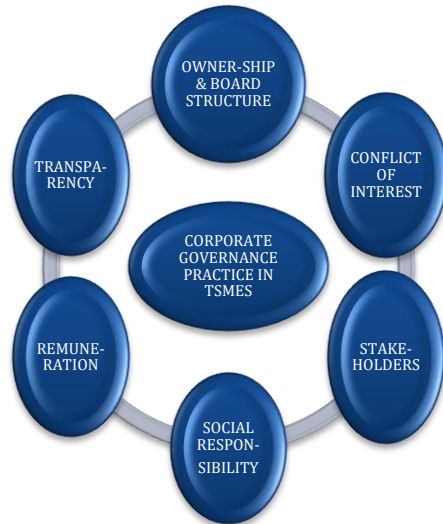 OWNER-SHIP
& BOARD
STRUCTURE
TRANSPA-
RENCY
CONFLICT
OF
INTEREST
CORPORATE
GOVERNANCE
PRACTICE IN
TSMES
REMUNE-
RATION
STAKE-
HOLDERS
SOCIAL
RESPON-
SIBILITY